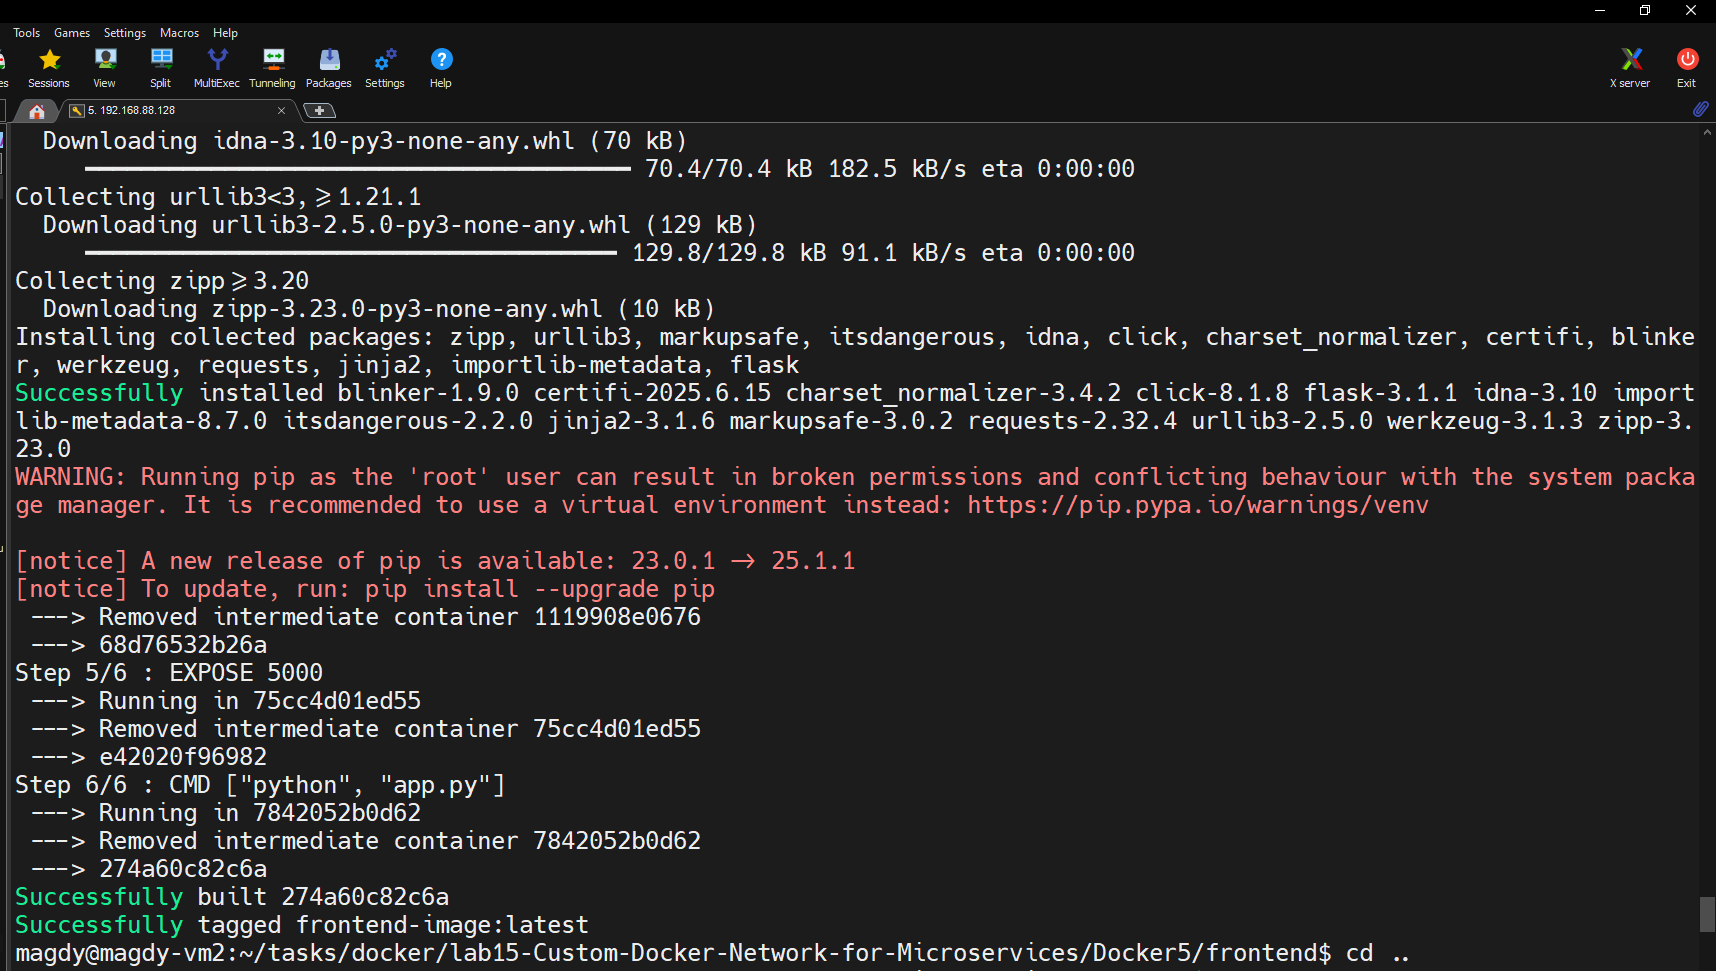 Tools Games Settings Macros Help
es Sessions View Split MultiExec Tunneling Packages Settings Help X server Exit
5. 192.168.88.128
Downloading idna-3.10-py3-none-any.whl (70 kB)
70.4/70.4 kB 182.5 kB/s eta 0:00:00
Collecting urllib3<3,>=1.21.1
Downloading urllib3-2.5.0-py3-none-any.whl (129 kB)
129.8/129.8 kB 91.1 kB/s eta 0:00:00
Collecting zipp>=3.20
Downloading zipp-3.23.0-py3-none-any.whl (10 kB)
Installing collected packages: zipp, urllib3, markupsafe, itsdangerous, idna, click, charset_normalizer, certifi, blinke
r, werkzeug, requests, jinja2, importlib-metadata, flask
Successfully installed blinker-1.9.0 certifi-2025.6.15 charset_normalizer-3.4.2 click-8.1.8 flask-3.1.1 idna-3.10 import
lib-metadata-8.7.0 itsdangerous-2.2.0 jinja2-3.1.6 markupsafe-3.0.2 requests-2.32.4 urllib3-2.5.0 werkzeug-3.1.3 zipp-3.
23.0
WARNING: Running pip as the 'root' user can result in broken permissions and conflicting behaviour with the system packa
ge manager. It is recommended to use a virtual environment instead: https://pip.pypa.io/warnings/venv
[notice] A new release of pip is available: 23.0.1 -> 25.1.1
[notice] To update, run: pip install --upgrade pip
---> Removed intermediate container 1119908e0676
---> 68d76532b26a
Step 5/6 : EXPOSE 5000
---> Running in 75cc4d01ed55
---> Removed intermediate container 75cc4d01ed55
---> e42020f96982
Step 6/6 : CMD ["python", "app.py"]
---> Running in 7842052b0d62
---> Removed intermediate container 7842052b0d62
---> 274a60c82c6a
Successfully built 274a60c82c6a
Successfully tagged frontend-image:latest
magdy@magdy-vm2:~/tasks/docker/lab15-Custom-Docker-Network-for-Microservices/Docker5/frontend$ cd ..